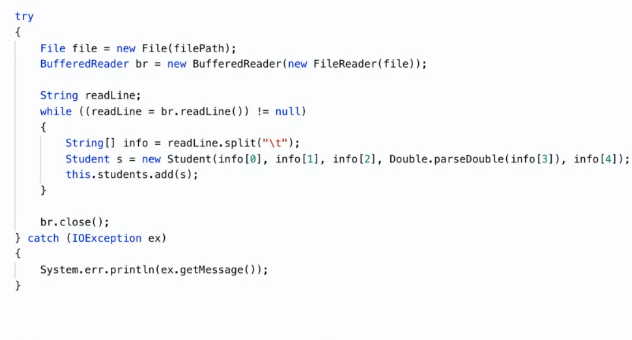 try
{
File file = new File(filePath);
BufferedReader br = new BufferedReader(new FileReader(file));
String readLine;
while ((readLine = br.readLine()) != null)
{
String[] info = readLine.split("\t");
Student s = new Student(info[0], info[1], info[2], Double.parseDouble(info[3]), info[4]);
this.students.add(s);
}
br.close();
} catch (IOException ex)
{
System.err.println(ex.getMessage());
}